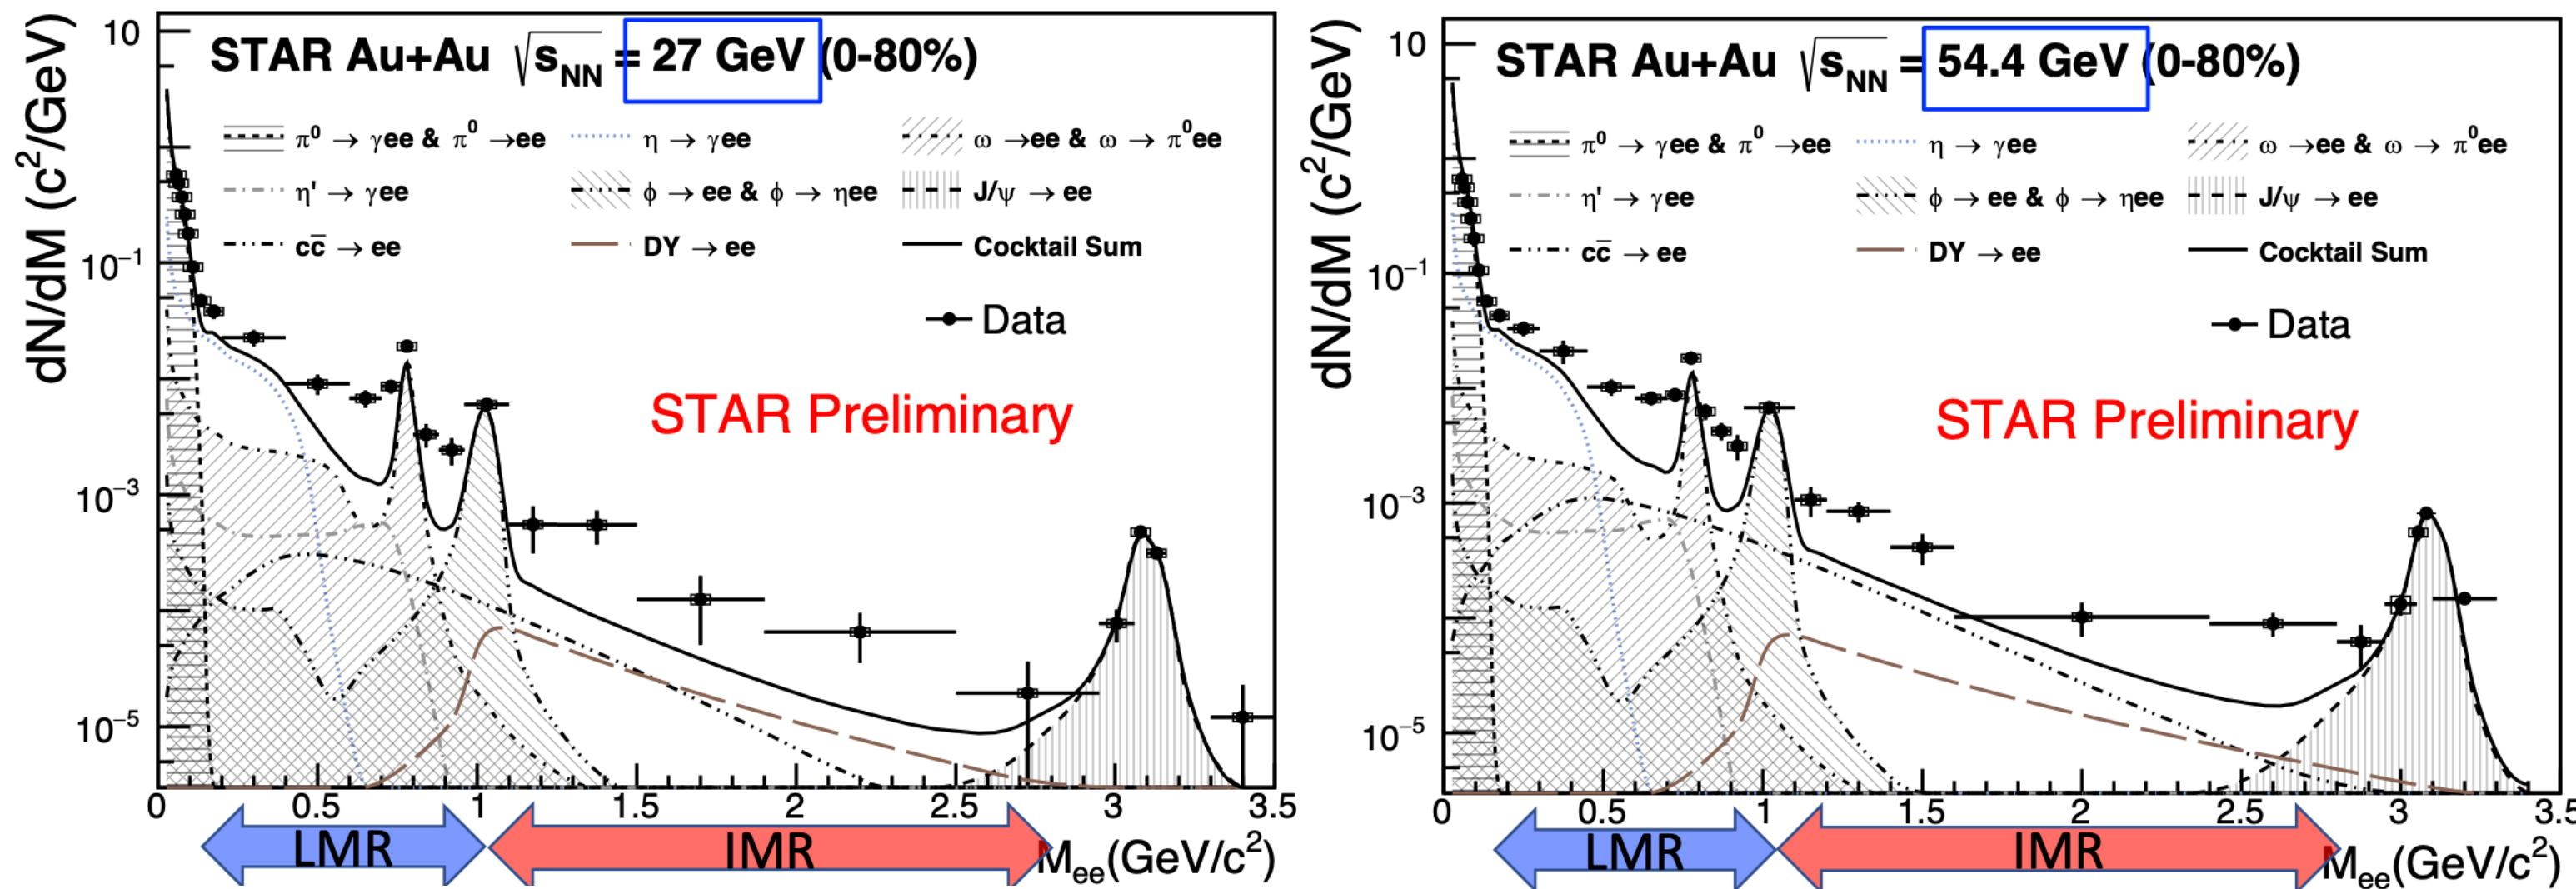 STAR Au+Au √s_NN = 27 GeV (0-80%)
π⁰ → γee & π⁰ →ee
η → γee
ω →ee & ω → π⁰ee
η' → γee
ϕ → ee & ϕ → ηee
J/ψ → ee
cc̅ → ee
DY → ee
Cocktail Sum
Data
STAR Preliminary
dN/dM (c²/GeV)
10
10⁻¹
10⁻³
10⁻⁵
0 0.5 1 1.5 2 2.5 3 3.5
LMR
IMR
M_ee(GeV/c²)
STAR Au+Au √s_NN = 54.4 GeV (0-80%)
π⁰ → γee & π⁰ →ee
η → γee
ω →ee & ω → π⁰ee
η' → γee
ϕ → ee & ϕ → ηee
J/ψ → ee
cc̅ → ee
DY → ee
Cocktail Sum
Data
STAR Preliminary
dN/dM (c²/GeV)
10
10⁻¹
10⁻³
10⁻⁵
0 0.5 1 1.5 2 2.5 3 3.5
LMR
IMR
M_ee(GeV/c²)